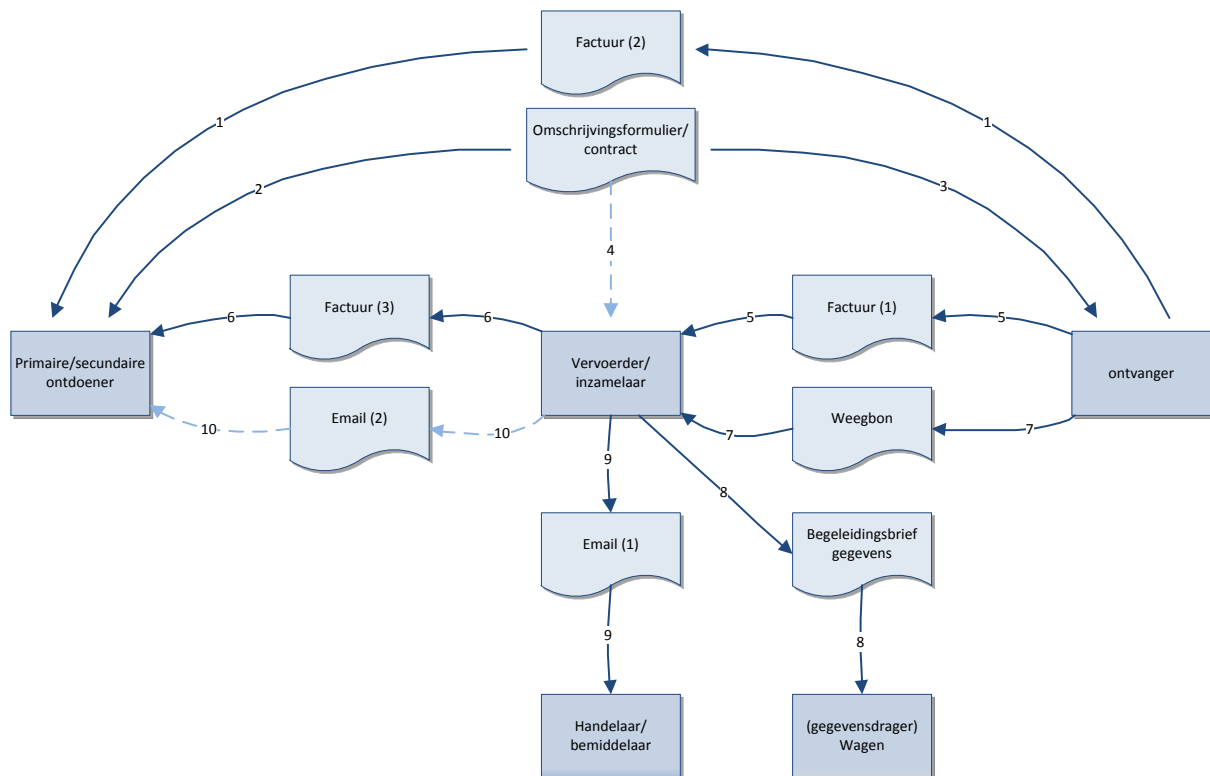 Factuur (2)
1
1
Omschrijvingsformulier/
contract
2
3
4
Factuur (3)
Factuur (1)
6
6
5
5
Primaire/secundaire
ontdoener
Vervoerder/
inzamelaar
ontvanger
Email (2)
Weegbon
10
10
7
7
9
8
Email (1)
Begeleidingsbrief
gegevens
9
8
Handelaar/
bemiddelaar
(gegevensdrager)
Wagen